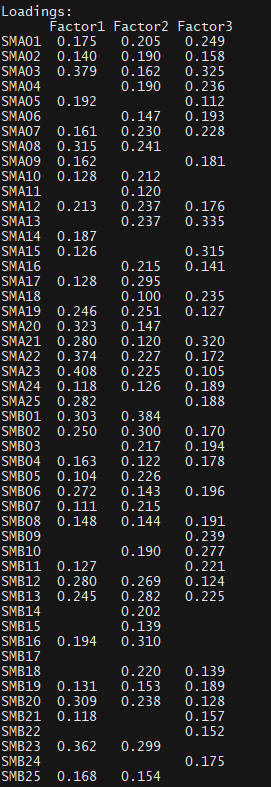 Loadings:
      Factor1 Factor2 Factor3
SMA01  0.175   0.205   0.249
SMA02  0.140   0.190   0.158
SMA03  0.379   0.162   0.325
SMA04          0.190   0.236
SMA05  0.192           0.112
SMA06          0.147   0.193
SMA07  0.161   0.230   0.228
SMA08  0.315   0.241
SMA09  0.162           0.181
SMA10  0.128   0.212
SMA11          0.120
SMA12  0.213   0.237   0.176
SMA13          0.237   0.335
SMA14  0.187
SMA15  0.126           0.315
SMA16          0.215   0.141
SMA17  0.128   0.295
SMA18          0.100   0.235
SMA19  0.246   0.251   0.127
SMA20  0.323   0.147
SMA21  0.280   0.120   0.320
SMA22  0.374   0.227   0.172
SMA23  0.408   0.225   0.105
SMA24  0.118   0.126   0.189
SMA25  0.282           0.188
SMB01  0.303   0.384
SMB02  0.250   0.300   0.170
SMB03          0.217   0.194
SMB04  0.163   0.122   0.178
SMB05  0.104   0.226
SMB06  0.272   0.143   0.196
SMB07  0.111   0.215
SMB08  0.148   0.144   0.191
SMB09                  0.239
SMB10          0.190   0.277
SMB11  0.127           0.221
SMB12  0.280   0.269   0.124
SMB13  0.245   0.282   0.225
SMB14          0.202
SMB15          0.139
SMB16  0.194   0.310
SMB17
SMB18          0.220   0.139
SMB19  0.131   0.153   0.189
SMB20  0.309   0.238   0.128
SMB21  0.118           0.157
SMB22                  0.152
SMB23  0.362   0.299
SMB24                  0.175
SMB25  0.168   0.154